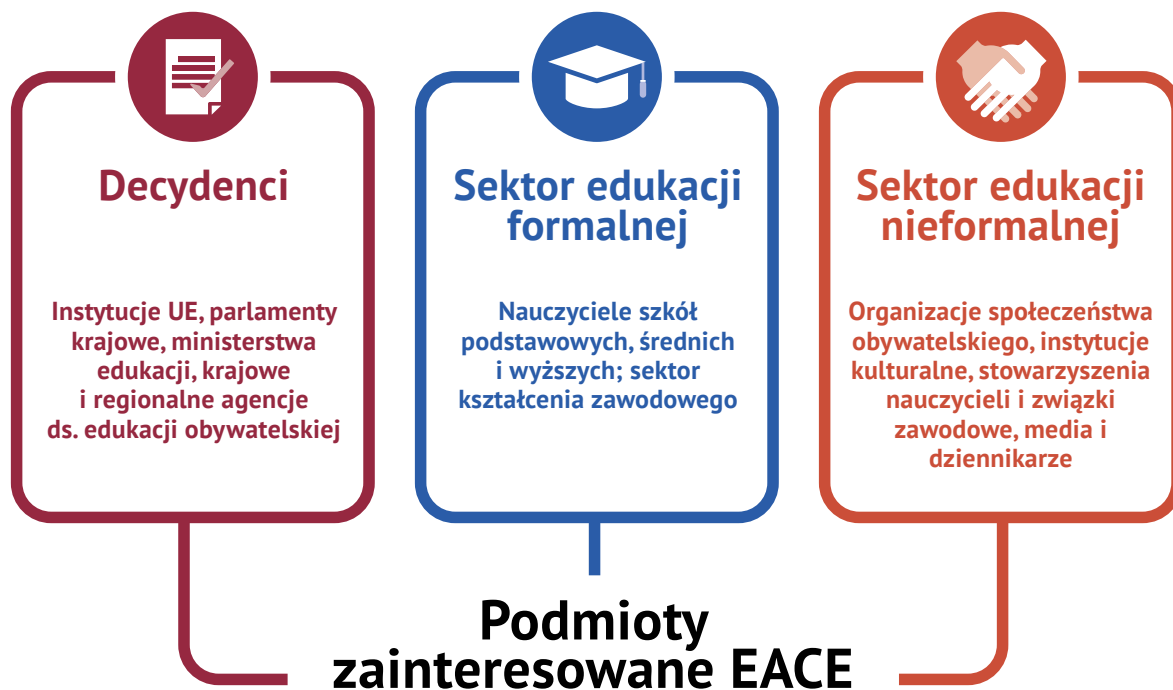 Decydenci
Instytucje UE, parlamenty
krajowe, ministerstwa
edukacji, krajowe
i regionalne agencje
ds. edukacji obywatelskiej
Sektor edukacji
formalnej
Nauczyciele szkół
podstawowych, średnich
i wyższych; sektor
kształcenia zawodowego
Sektor edukacji
nieformalnej
Organizacje społeczeństwa
obywatelskiego, instytucje
kulturalne, stowarzyszenia
nauczycieli i związki
zawodowe, media i
dziennikarze
Podmioty
zainteresowane EACE